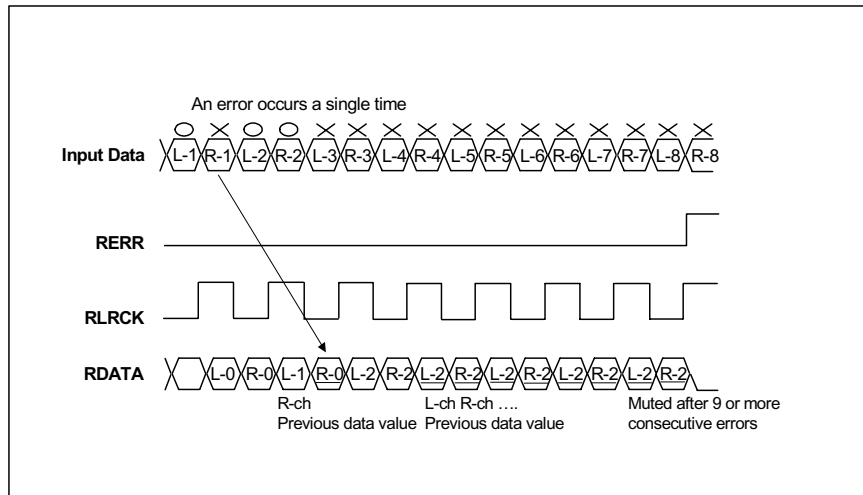 An error occurs a single time
Input Data L-1 R-1 L-2 R-2 L-3 R-3 L-4 R-4 L-5 R-5 L-6 R-6 L-7 R-7 L-8 R-8
RERR
RLRCK
RDATA L-0 R-0 L-1 R-0 L-2 R-2 L-2 R-2 L-2 R-2 L-2 R-2 L-2 R-2
R-ch L-ch R-ch .... Muted after 9 or more
Previous data value Previous data value consecutive errors